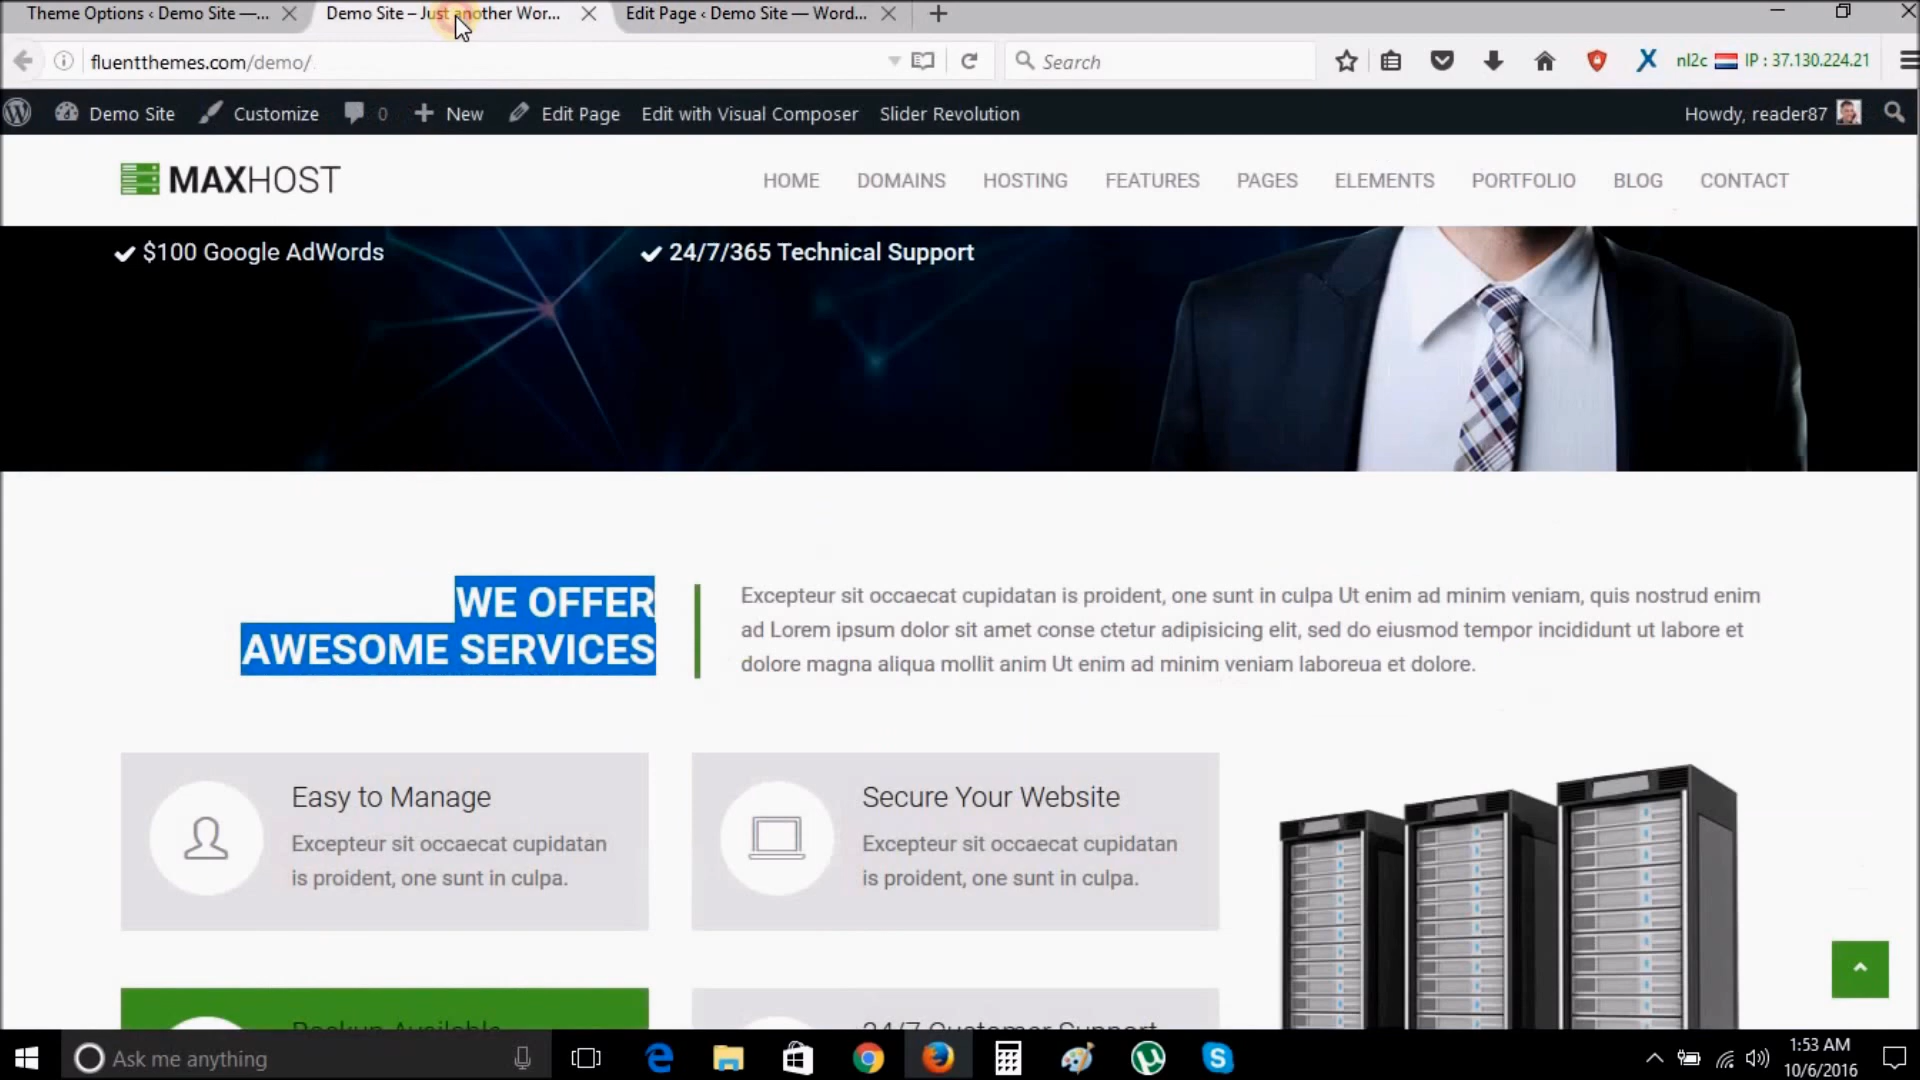 Theme Options ‹ Demo Site —...
Demo Site – Just another Wor...
Edit Page ‹ Demo Site — Word...
fluentthemes.com/demo/
Search
nl2c IP : 37.130.224.21
Demo Site
Customize
0
New
Edit Page
Edit with Visual Composer
Slider Revolution
Howdy, reader87
MAXHOST
HOME
DOMAINS
HOSTING
FEATURES
PAGES
ELEMENTS
PORTFOLIO
BLOG
CONTACT
$100 Google AdWords
24/7/365 Technical Support
WE OFFER
AWESOME SERVICES
Excepteur sit occaecat cupidatan is proident, one sunt in culpa Ut enim ad minim veniam, quis nostrud enim
ad Lorem ipsum dolor sit amet conse ctetur adipisicing elit, sed do eiusmod tempor incididunt ut labore et
dolore magna aliqua mollit anim Ut enim ad minim veniam laboreua et dolore.
Easy to Manage
Excepteur sit occaecat cupidatan
is proident, one sunt in culpa.
Secure Your Website
Excepteur sit occaecat cupidatan
is proident, one sunt in culpa.
Backup Available
24/7 Customer Support
Ask me anything
1:53 AM
10/6/2016